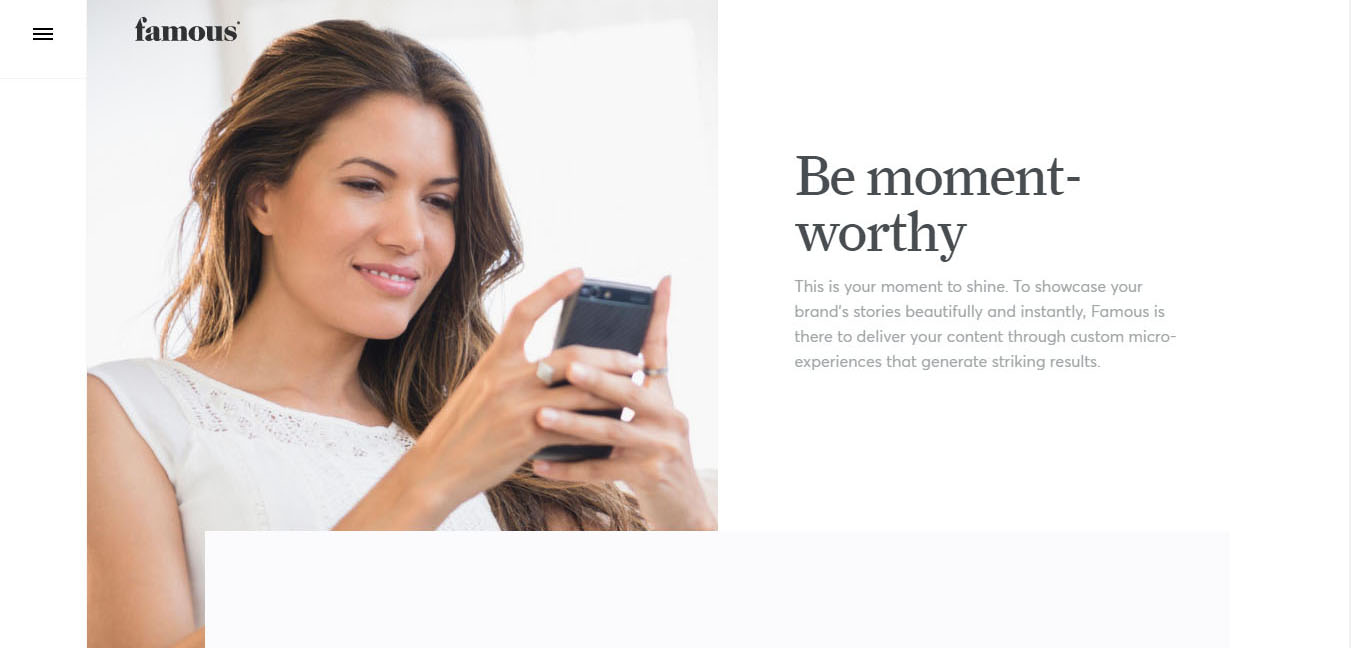 famous
Be moment-
worthy
This is your moment to shine. To showcase your
brand's stories beautifully and instantly, Famous is
there to deliver your content through custom micro-
experiences that generate striking results.